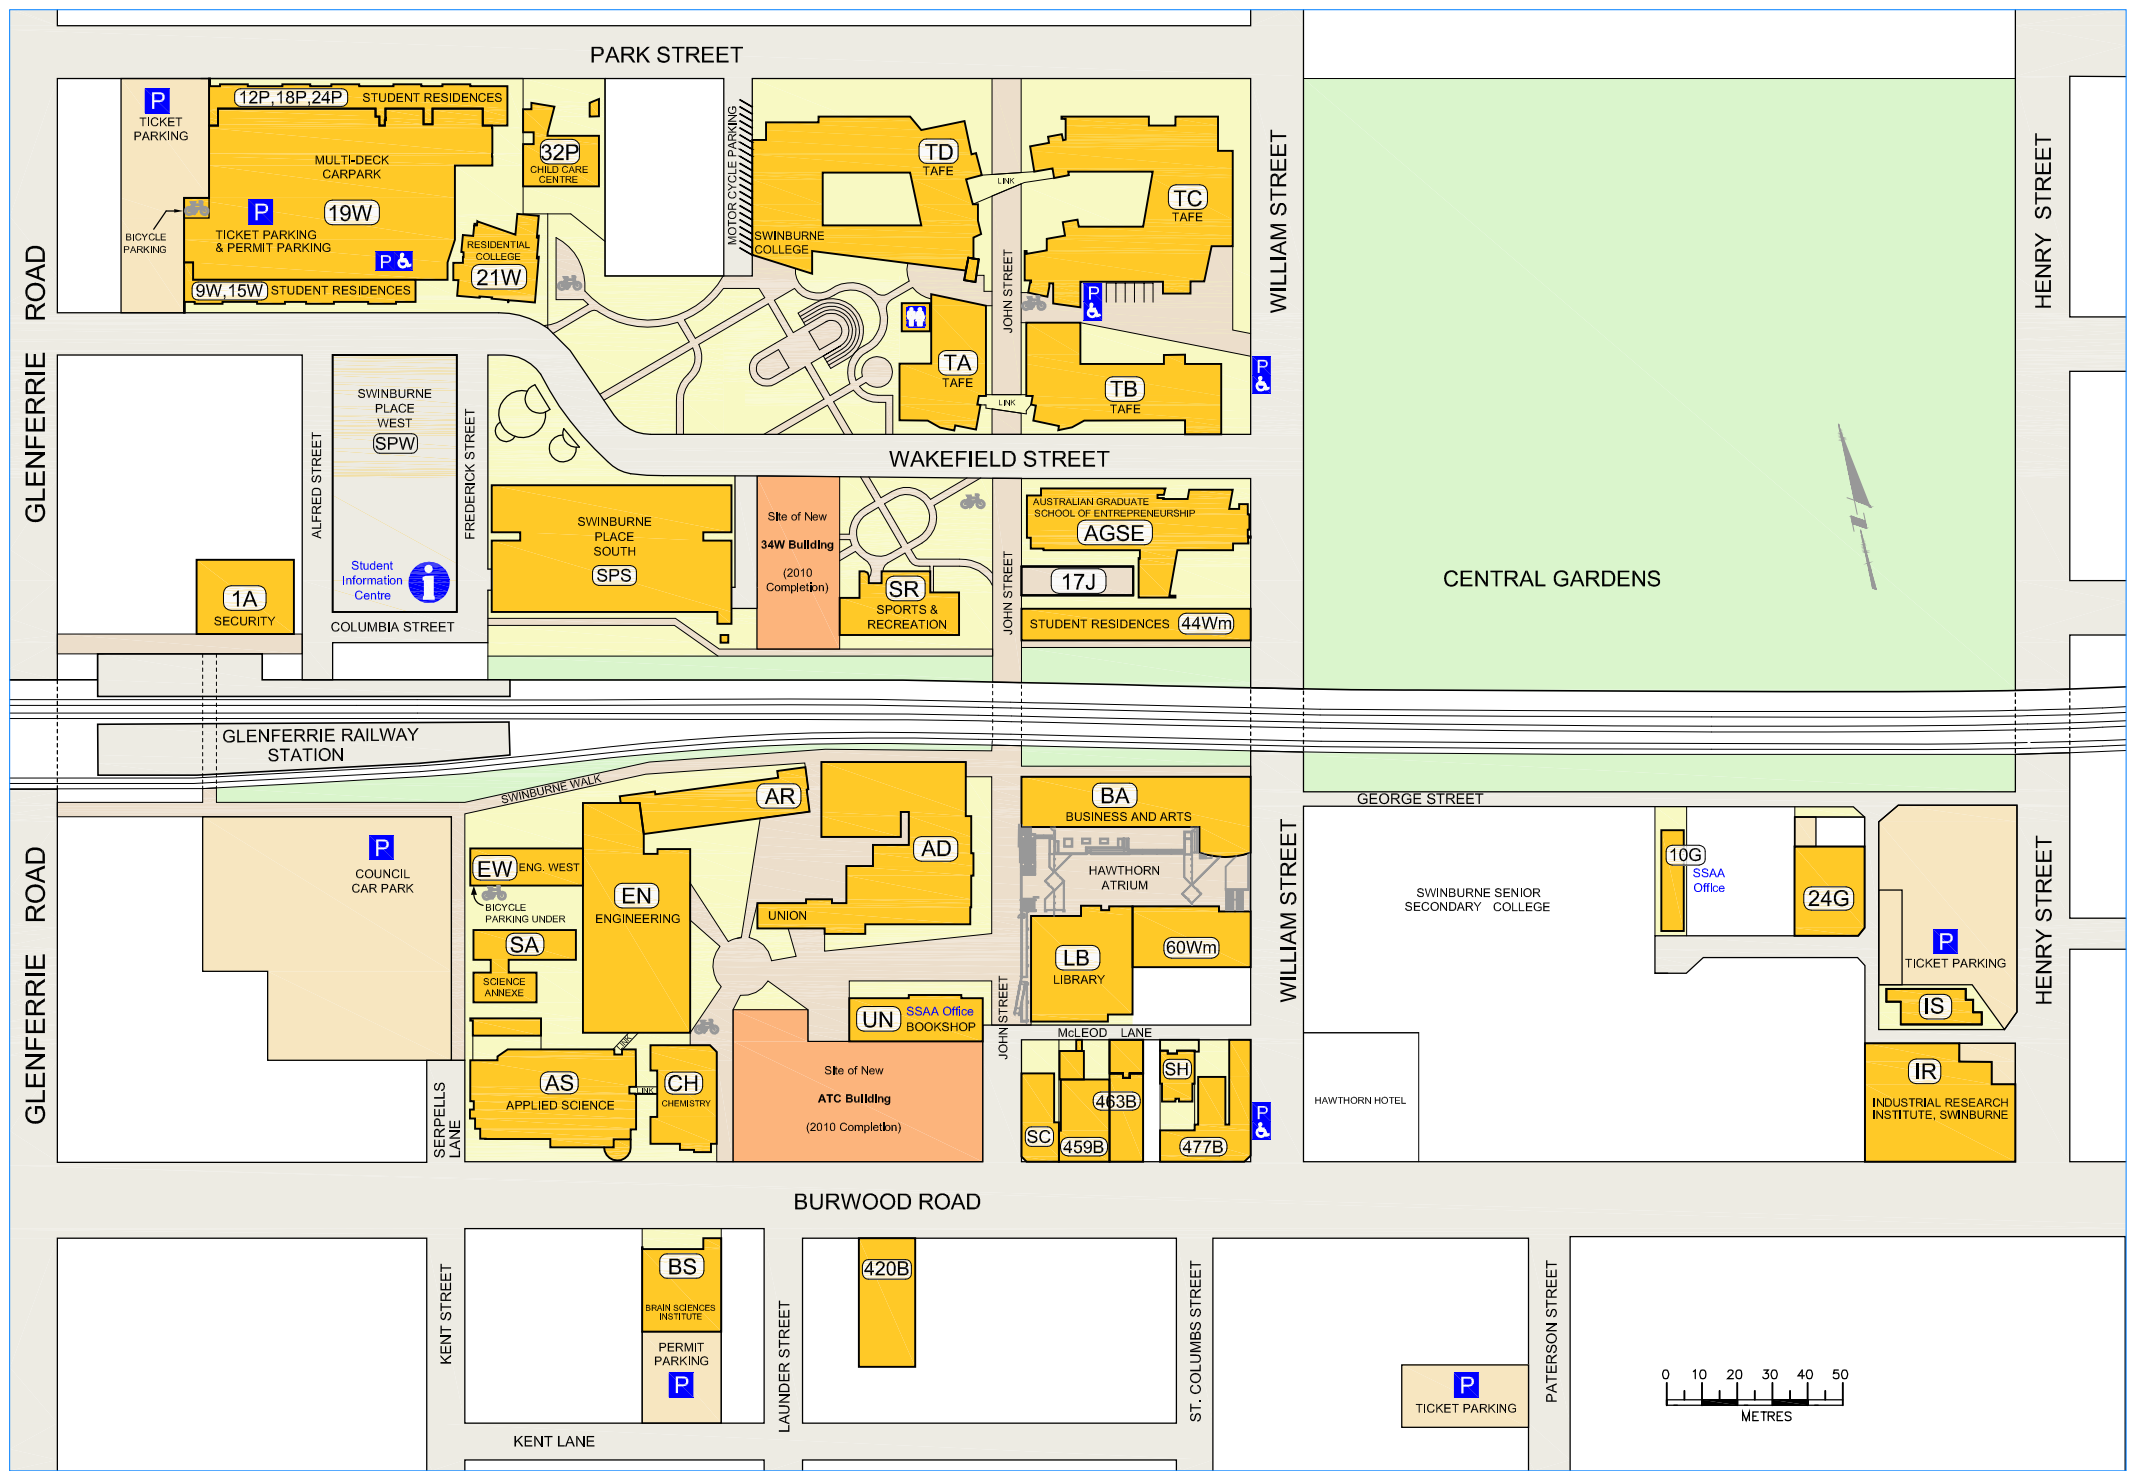 PARK STREET
P
TICKET
PARKING
12P,18P,24P
STUDENT RESIDENCES
MULTI-DECK
CARPARK
19W
P
TICKET PARKING
& PERMIT PARKING
BICYCLE
PARKING
P
9W,15W
STUDENT RESIDENCES
32P
CHILD CARE
CENTRE
RESIDENTIAL
COLLEGE
21W
MOTOR CYCLE PARKING
TD
TAFE
SWINBURNE
COLLEGE
LINK
TC
TAFE
JOHN STREET
P
WILLIAM STREET
HENRY STREET
GLENFERRIE ROAD
TA
TAFE
LINK
TB
TAFE
P
SWINBURNE
PLACE
WEST
SPW
ALFRED STREET
FREDERICK STREET
WAKEFIELD STREET
Student
Information
Centre
i
1A
SECURITY
COLUMBIA STREET
SWINBURNE
PLACE
SOUTH
SPS
Site of New
34W Building
(2010
Completion)
SR
SPORTS &
RECREATION
JOHN STREET
AUSTRALIAN GRADUATE
SCHOOL OF ENTREPRENEURSHIP
AGSE
17J
STUDENT RESIDENCES
44Wm
CENTRAL GARDENS
GLENFERRIE RAILWAY
STATION
SWINBURNE WALK
AR
BA
BUSINESS AND ARTS
GEORGE STREET
GLENFERRIE ROAD
P
COUNCIL
CAR PARK
EW
ENG. WEST
BICYCLE
PARKING UNDER
SA
SCIENCE
ANNEXE
EN
ENGINEERING
AD
UNION
HAWTHORN
ATRIUM
LB
LIBRARY
60Wm
WILLIAM STREET
SWINBURNE SENIOR
SECONDARY COLLEGE
10G
SSAA
Office
24G
P
TICKET PARKING
HENRY STREET
IS
UN
SSAA Office
BOOKSHOP
JOHN STREET
McLEOD LANE
LINK
AS
APPLIED SCIENCE
LINK
CH
CHEMISTRY
SERPELLS
LANE
Site of New
ATC Building
(2010 Completion)
SC
459B
463B
SH
477B
P
HAWTHORN HOTEL
IR
INDUSTRIAL RESEARCH
INSTITUTE, SWINBURNE
BURWOOD ROAD
KENT STREET
BS
BRAIN SCIENCES
INSTITUTE
PERMIT
PARKING
P
LAUNDER STREET
420B
ST. COLUMBS STREET
P
TICKET PARKING
PATERSON STREET
0 10 20 30 40 50
METRES
KENT LANE